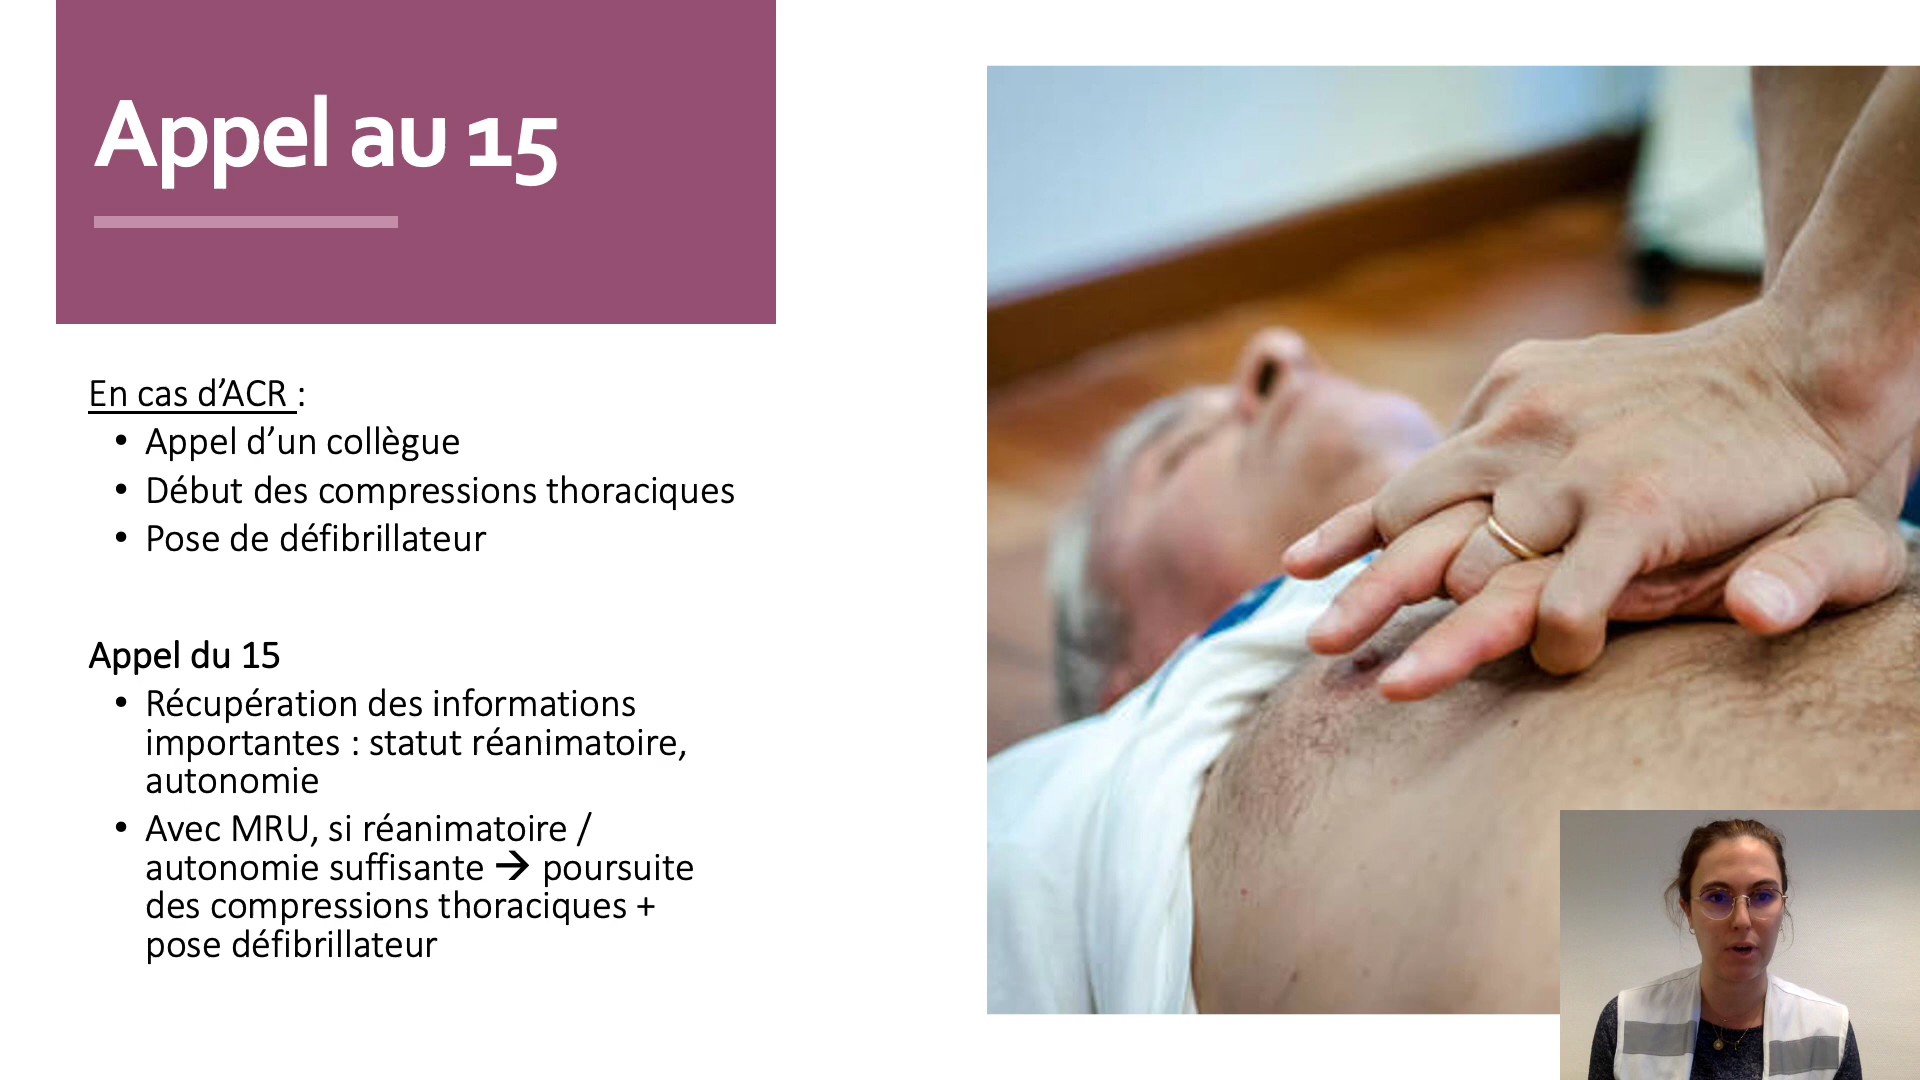 Appel au 15
En cas d’ACR :
• Appel d’un collègue
• Début des compressions thoraciques
• Pose de défibrillateur
Appel du 15
• Récupération des informations
importantes : statut réanimatoire,
autonomie
• Avec MRU, si réanimatoire /
autonomie suffisante → poursuite
des compressions thoraciques +
pose défibrillateur